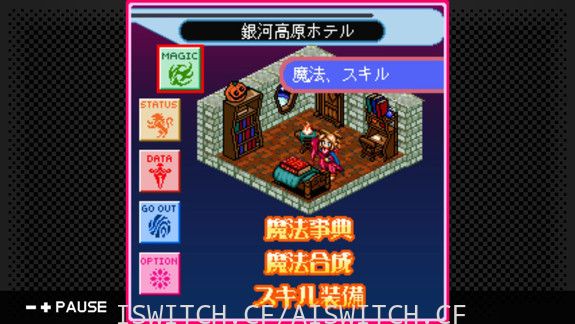 銀河高原ホテル
MAGIC
魔法、スキル
STATUS
DATA
GO OUT
OPTION
魔法事典
魔法合成
スキル装備
-+PAUSE
ISWITCH.CF/AISWITCH.CF